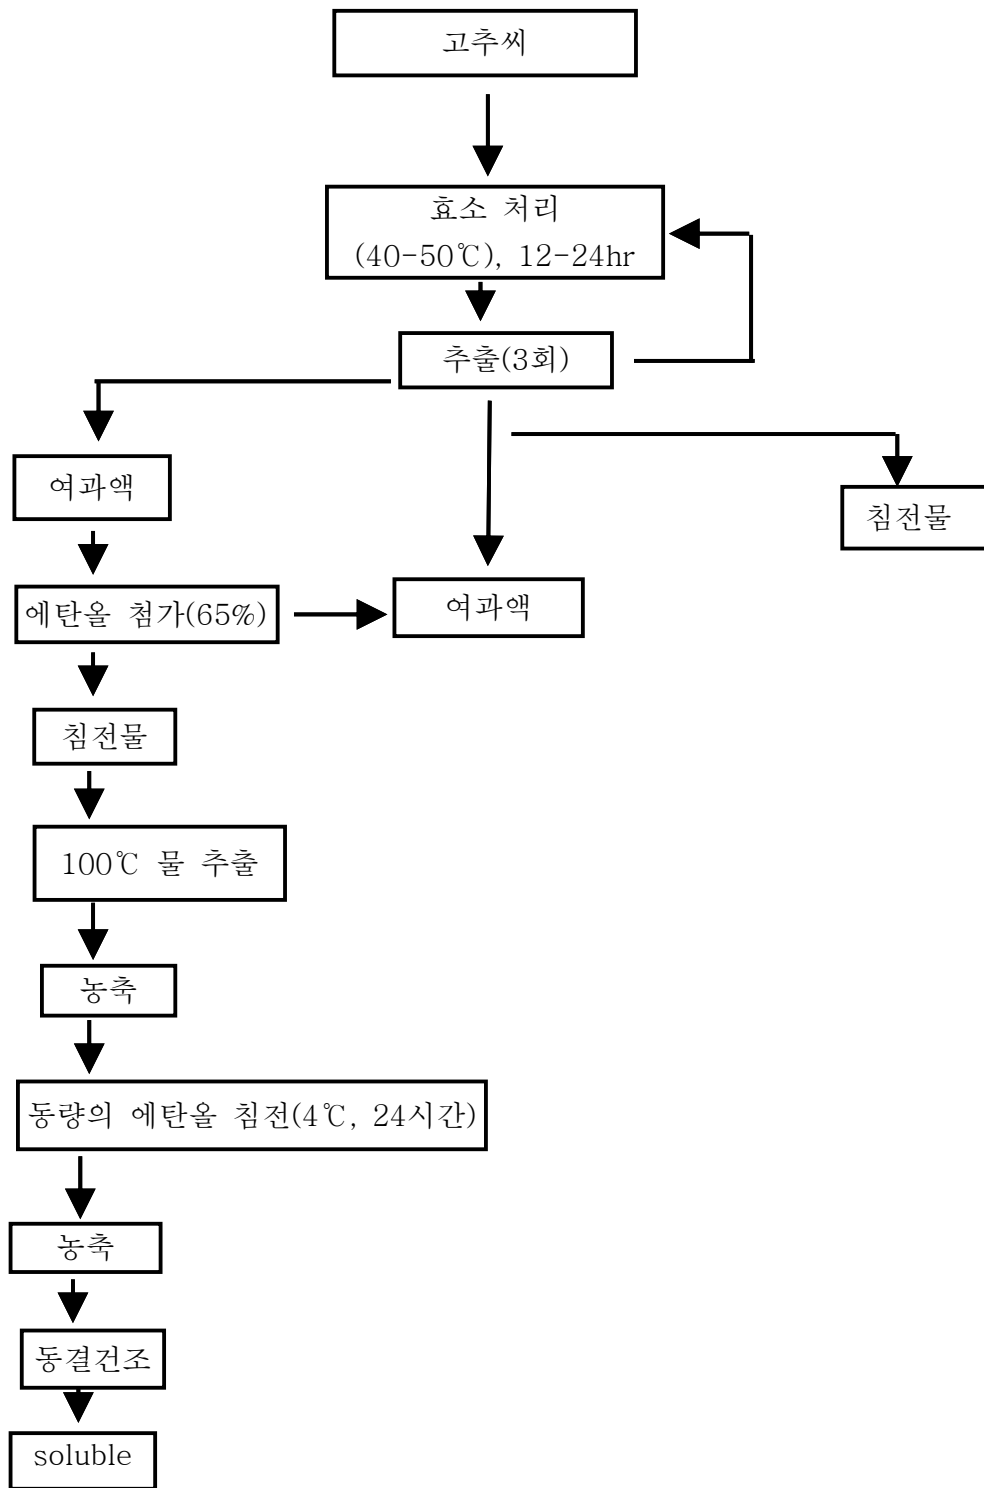 고추씨
효소 처리
(40-50℃), 12-24hr
추출(3회)
여과액
침전물
에탄올 첨가(65%)
여과액
침전물
100℃ 물 추출
농축
동량의 에탄올 침전(4℃, 24시간)
농축
동결건조
soluble